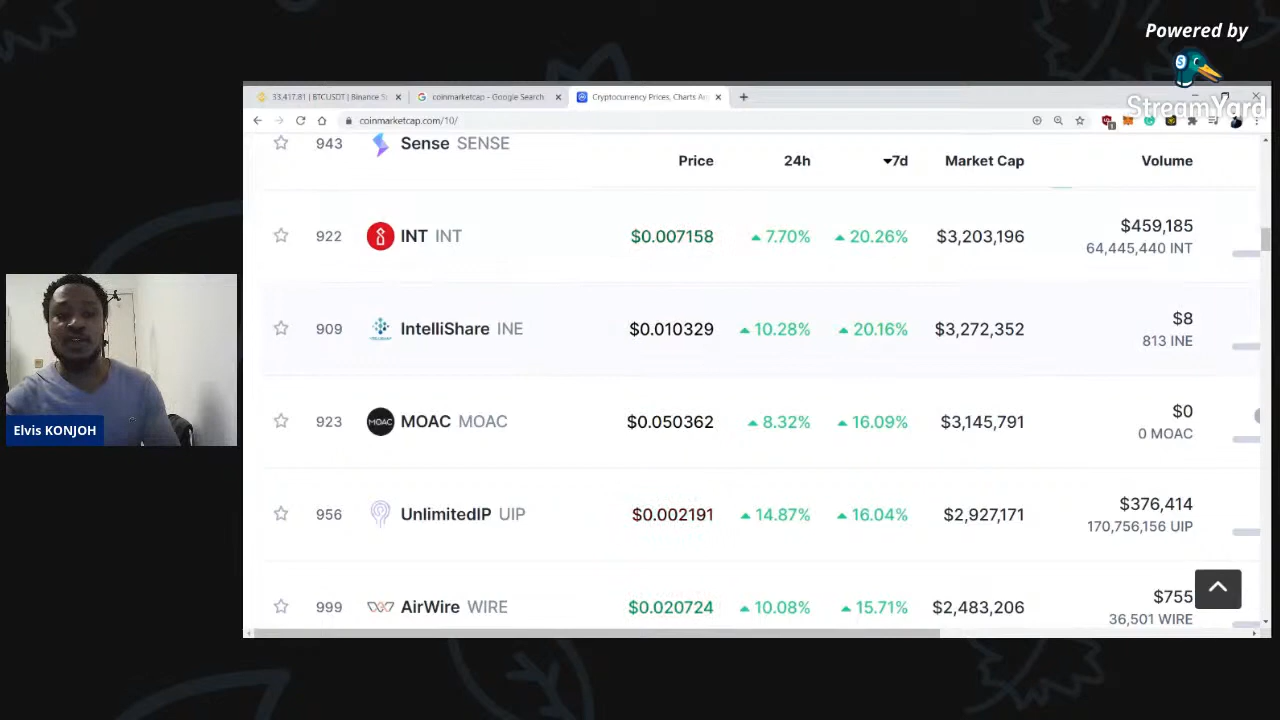 Powered by
StreamYard
33,417.81 | BTCUSDT | Binance S
coinmarketcap - Google Search
Cryptocurrency Prices, Charts An
coinmarketcap.com/10/
943 Sense SENSE
Price 24h 7d Market Cap Volume
922 INT INT $0.007158 7.70% 20.26% $3,203,196 $459,185
64,445,440 INT
909 IntelliShare INE $0.010329 10.28% 20.16% $3,272,352 $8
813 INE
923 MOAC MOAC $0.050362 8.32% 16.09% $3,145,791 $0
0 MOAC
956 UnlimitedIP UIP $0.002191 14.87% 16.04% $2,927,171 $376,414
170,756,156 UIP
999 AirWire WIRE $0.020724 10.08% 15.71% $2,483,206 $755
36,501 WIRE
Elvis KONJOH